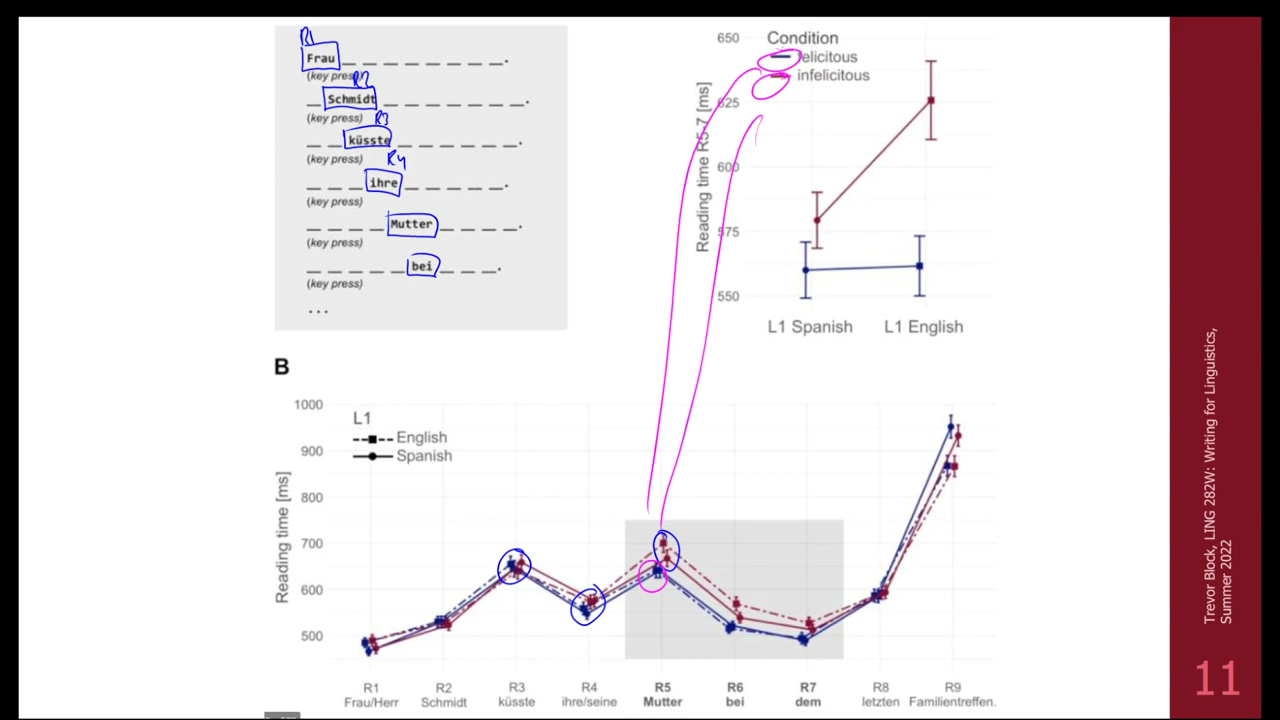 R1
Frau _ _ _ _ _ _ _ _.
(key press)
R2
_ Schmidt _ _ _ _ _ _ _.
(key press)
R3
_ _ küsste _ _ _ _ _ _.
(key press)
R4
_ _ _ ihre _ _ _ _ _.
(key press)
_ _ _ _ Mutter _ _ _ _.
(key press)
_ _ _ _ _ bei _ _ _.
(key press)
...
Condition
felicitous
infelicitous
Reading time R5-7 [ms]
650
625
600
575
550
L1 Spanish L1 English
B
L1
English
Spanish
Reading time [ms]
1000
900
800
700
600
500
R1 R2 R3 R4 R5 R6 R7 R8 R9
Frau/Herr Schmidt küsste ihre/seine Mutter bei dem letzten Familientreffen.
Trevor Block, LING 282W: Writing for Linguistics,
Summer 2022
11